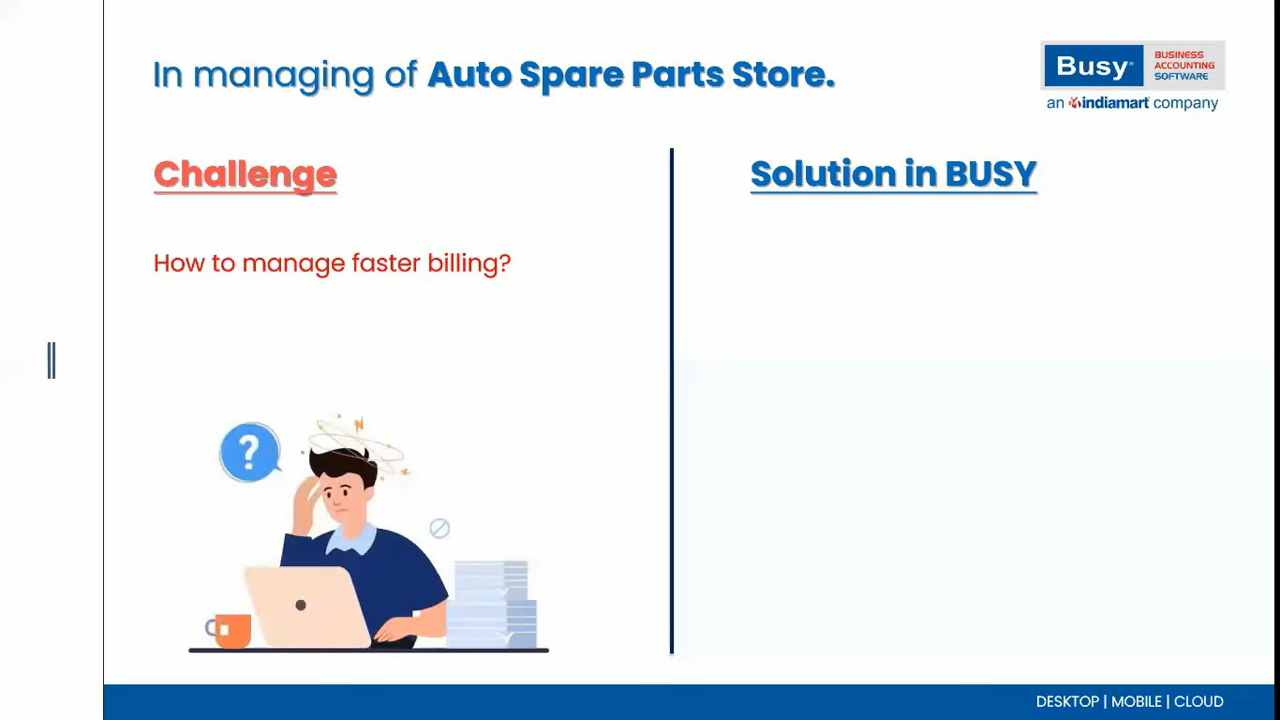 In managing of Auto Spare Parts Store.
Busy
BUSINESS
ACCOUNTING
SOFTWARE
an indiamart company
Challenge
Solution in BUSY
How to manage faster billing?
?
DESKTOP | MOBILE | CLOUD